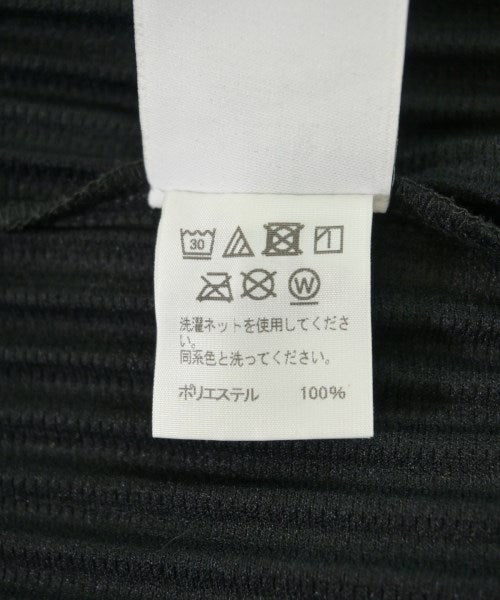 30
W
洗濯ネットを使用してくださ
い。
同系色と洗ってください。
ポリエステル 100%